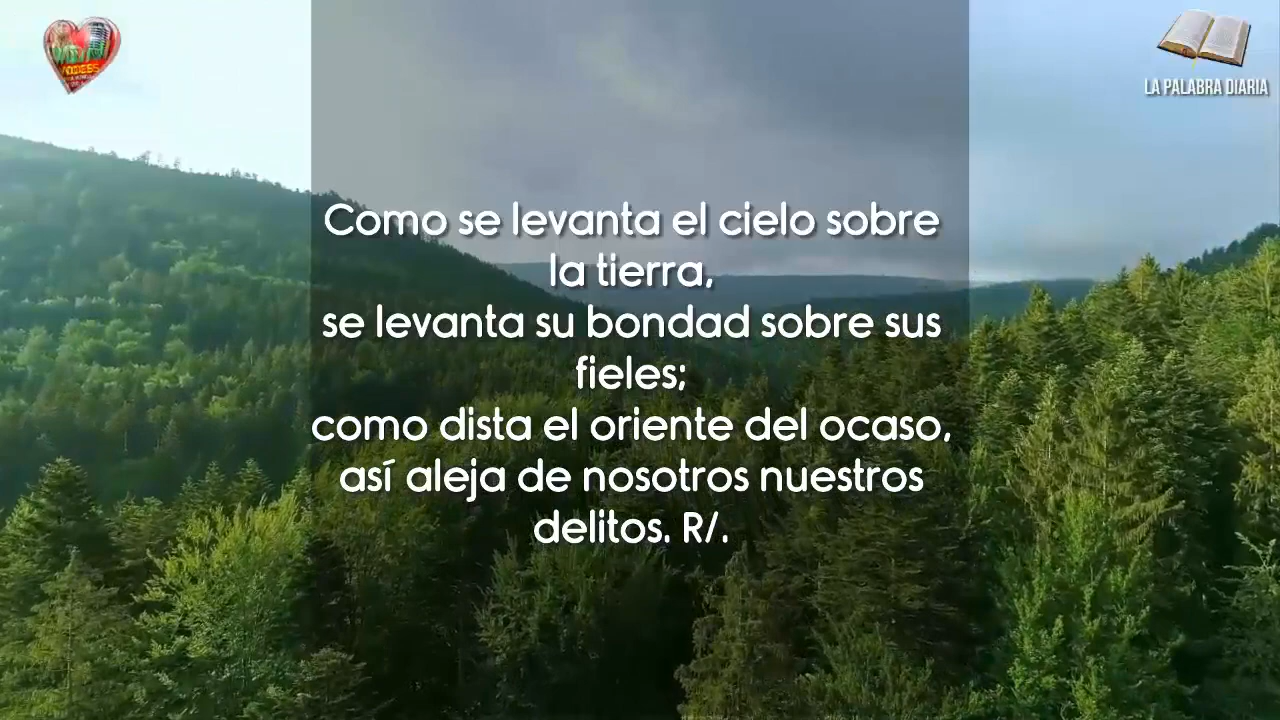 LA PALABRA DIARIA
Como se levanta el cielo sobre
la tierra,
se levanta su bondad sobre sus
fieles;
como dista el oriente del ocaso,
así aleja de nosotros nuestros
delitos. R/.